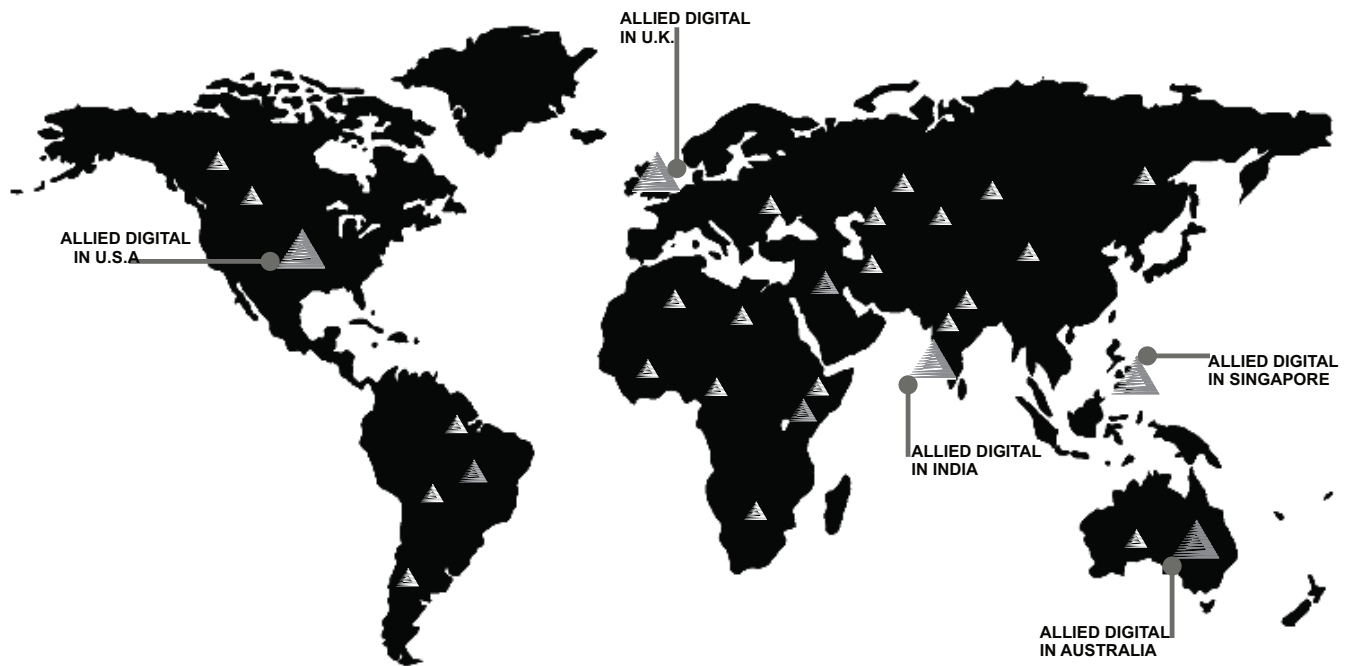 ALLIED DIGITAL
IN U.K.
ALLIED DIGITAL
IN U.S.A
ALLIED DIGITAL
IN SINGAPORE
ALLIED DIGITAL
IN INDIA
ALLIED DIGITAL
IN AUSTRALIA